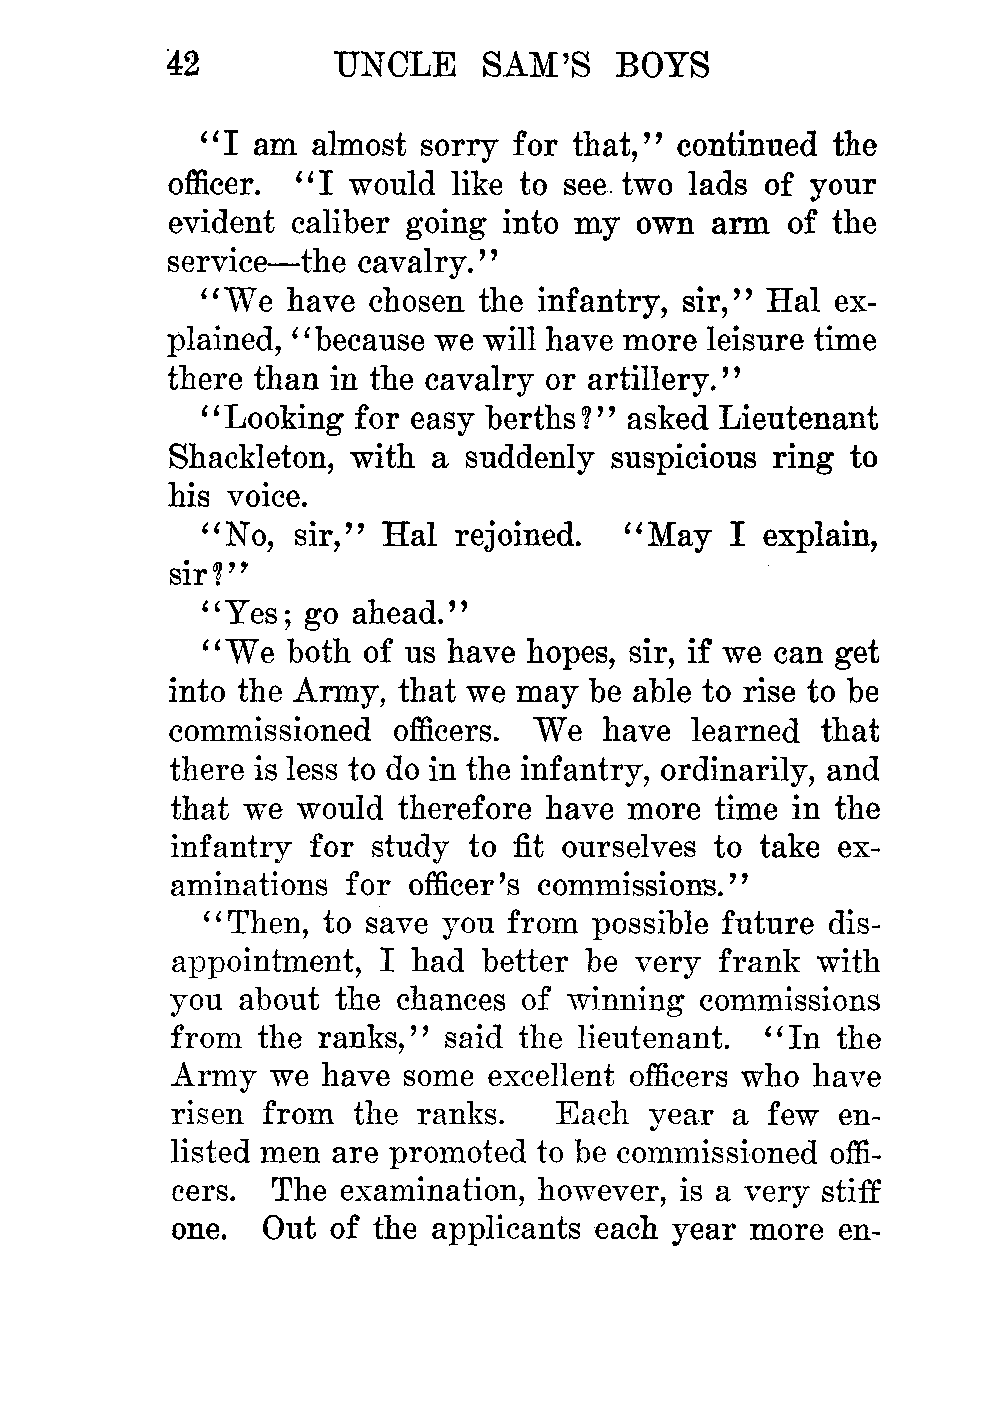 42 UNCLE SAM'S BOYS
"I am almost sorry for that," continued the
officer. "I would like to see two lads of your
evident caliber going into my own arm of the
service—the cavalry."
"We have chosen the infantry, sir," Hal ex-
plained, "because we will have more leisure time
there than in the cavalry or artillery."
"Looking for easy berths?" asked Lieutenant
Shackleton, with a suddenly suspicious ring to
his voice.
"No, sir," Hal rejoined. "May I explain,
sir?"
"Yes; go ahead."
"We both of us have hopes, sir, if we can get
into the Army, that we may be able to rise to be
commissioned officers. We have learned that
there is less to do in the infantry, ordinarily, and
that we would therefore have more time in the
infantry for study to fit ourselves to take ex-
aminations for officer's commissions."
"Then, to save you from possible future dis-
appointment, I had better be very frank with
you about the chances of winning commissions
from the ranks," said the lieutenant. "In the
Army we have some excellent officers who have
risen from the ranks. Each year a few en-
listed men are promoted to be commissioned offi-
cers. The examination, however, is a very stiff
one. Out of the applicants each year more en-